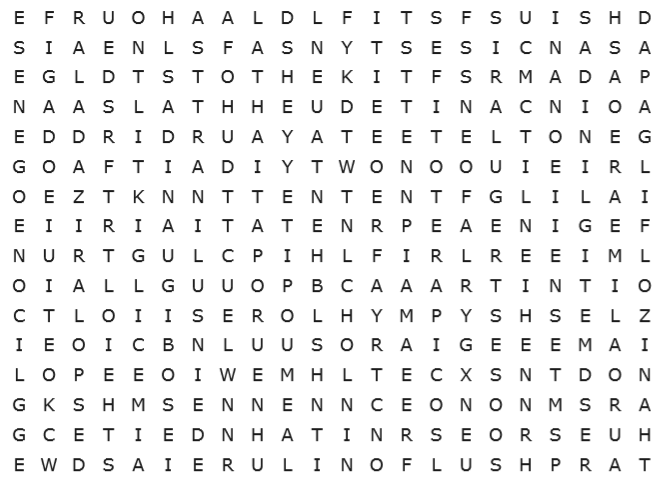 E F R U O H A A L D L F I T S F S U I S H D
S I A E N L S F A S N Y T S E S I C N A S A
E G L D T S T O T H E K I T F S R M A D A P
N A A S L A T H H E U D E T I N A C N I O A
E D D R I D R U A Y A T E E T E L T O N E G
G O A F T I A D I Y T W O N O O U I E I R L
O E Z T K N N T T E N T E N T F G L I L A I
E I I R I A I T A T E N R P E A E N I G E F
N U R T G U L C P I H L F I R L R E E I M L
O I A L L G U U O P B C A A A R T I N T I O
C T L O I I S E R O L H Y M P Y S H S E L Z
I E O I C B N L U U S O R A I G E E E M A I
L O P E E O I W E M H L T E C X S N T D O N
G K S H M S E N N E N N C E O N O N M S R A
G C E T I E D N H A T I N R S E O R S E U H
E W D S A I E R U L I N O F L U S H P R A T